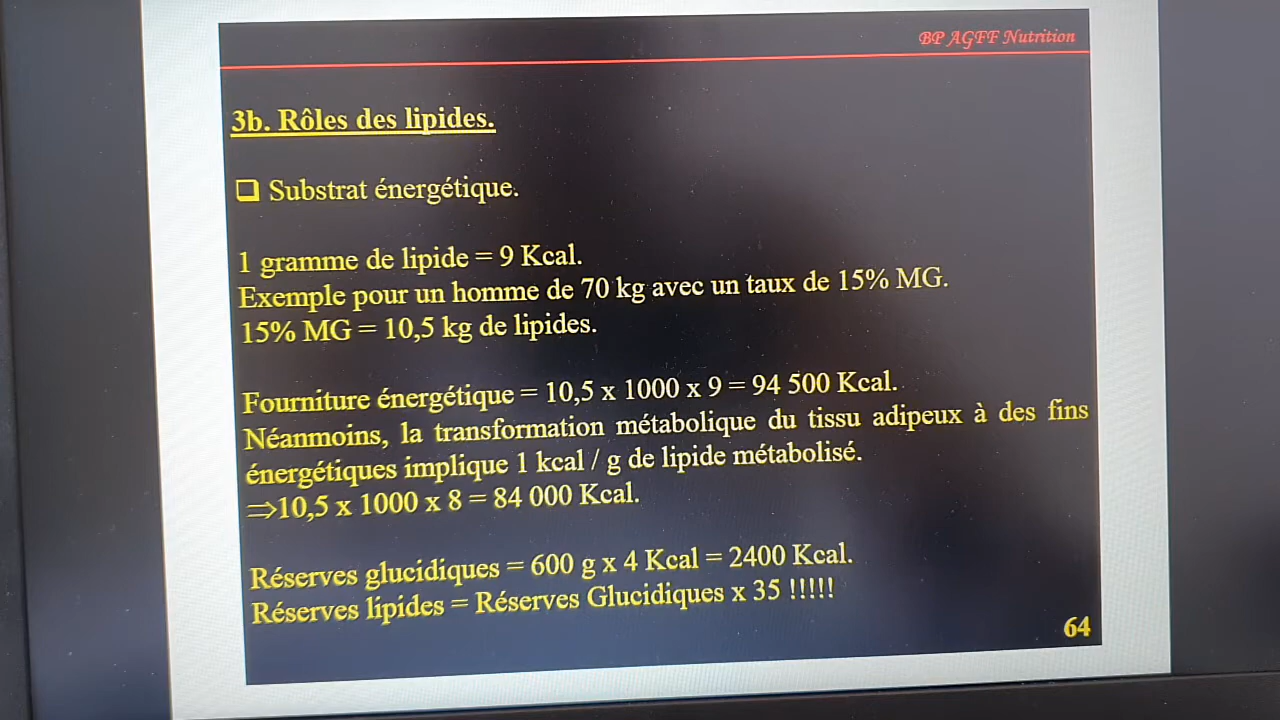 BP AGFF Nutrition
3b. Rôles des lipides.
❑ Substrat énergétique.
1 gramme de lipide = 9 Kcal.
Exemple pour un homme de 70 kg avec un taux de 15% MG.
15% MG = 10,5 kg de lipides.
Fourniture énergétique = 10,5 x 1000 x 9 = 94 500 Kcal.
Néanmoins, la transformation métabolique du tissu adipeux à des fins
énergétiques implique 1 kcal / g de lipide métabolisé.
⇒10,5 x 1000 x 8 = 84 000 Kcal.
Réserves glucidiques = 600 g x 4 Kcal = 2400 Kcal.
Réserves lipides = Réserves Glucidiques x 35 !!!!!
64